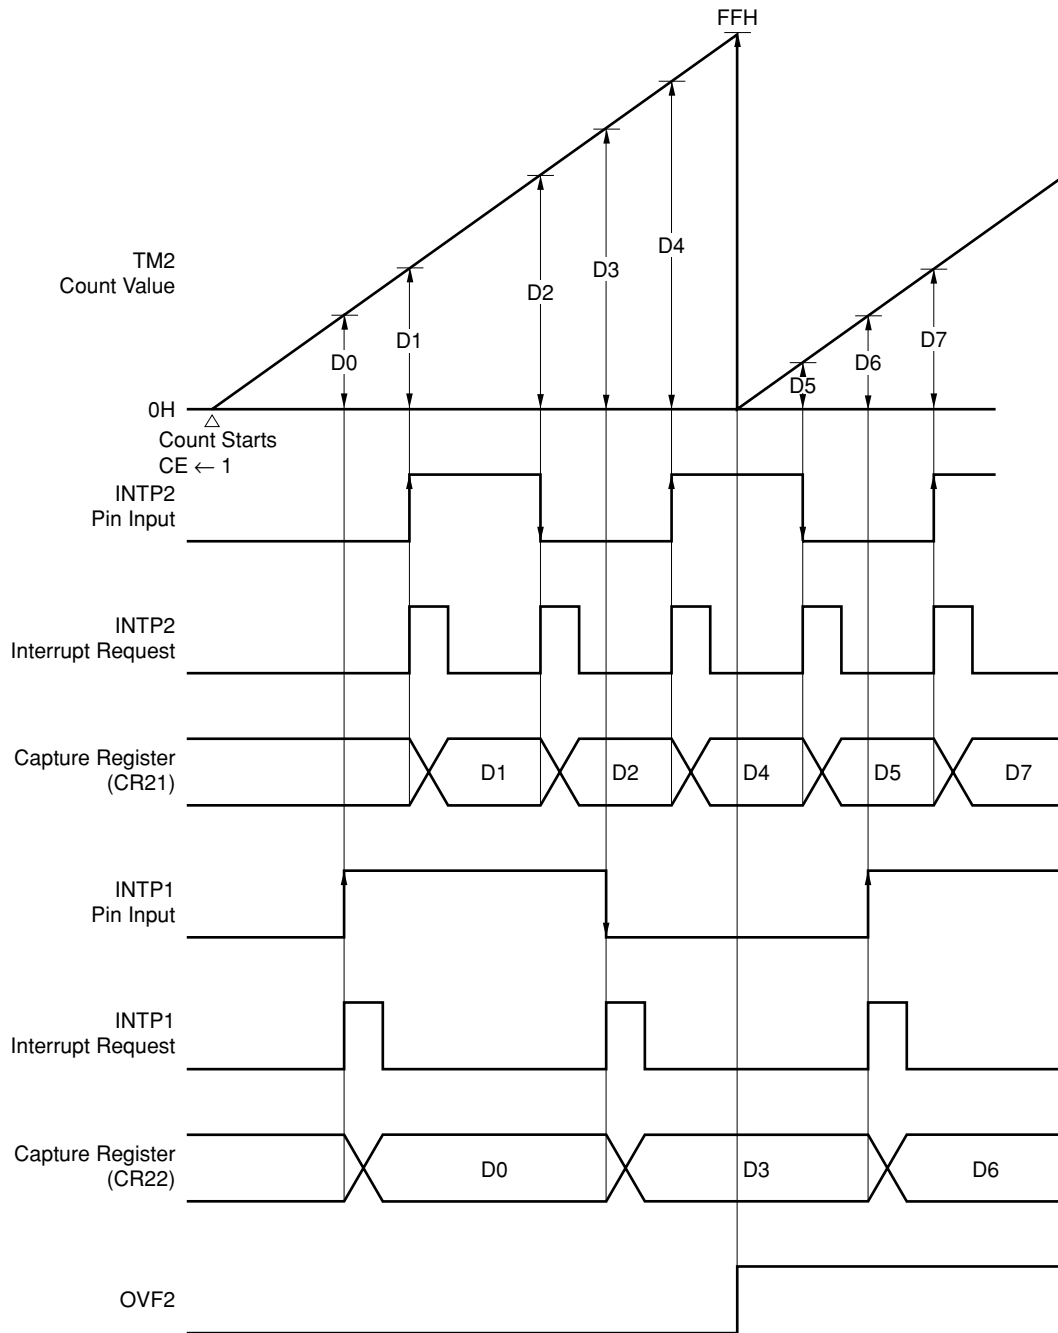 FFH
TM2
Count Value
D0
D1
D2
D3
D4
D5
D6
D7
0H
Count Starts
CE ← 1
INTP2
Pin Input
INTP2
Interrupt Request
Capture Register
(CR21)
D1
D2
D4
D5
D7
INTP1
Pin Input
INTP1
Interrupt Request
Capture Register
(CR22)
D0
D3
D6
OVF2